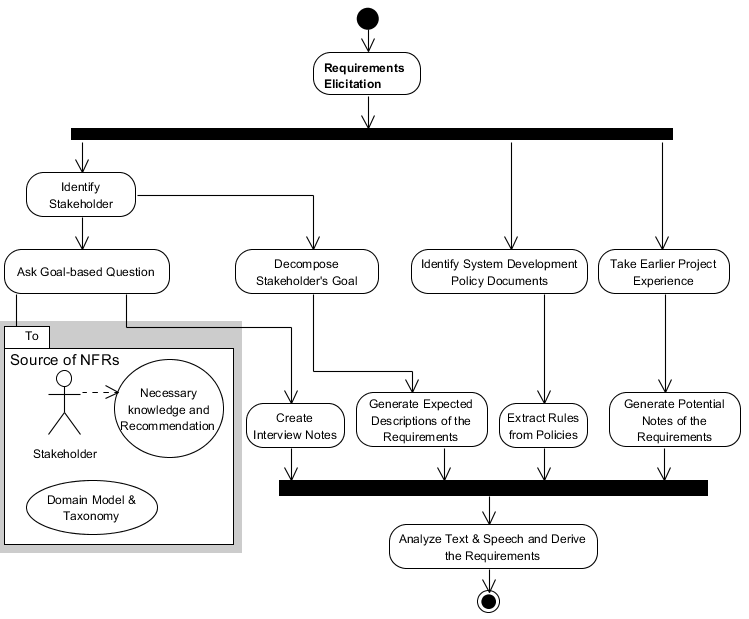 Requirements
Elicitation
Identify
Stakeholder
Ask Goal-based Question
Decompose
Stakeholder's Goal
Identify System Development
Policy Documents
Take Earlier Project
Experience
To
Source of NFRs
Necessary
knowledge and
Recommendation
Stakeholder
Domain Model &
Taxonomy
Create
Interview Notes
Generate Expected
Descriptions of the
Requirements
Extract Rules
from Policies
Generate Potential
Notes of the
Requirements
Analyze Text & Speech and Derive
the Requirements